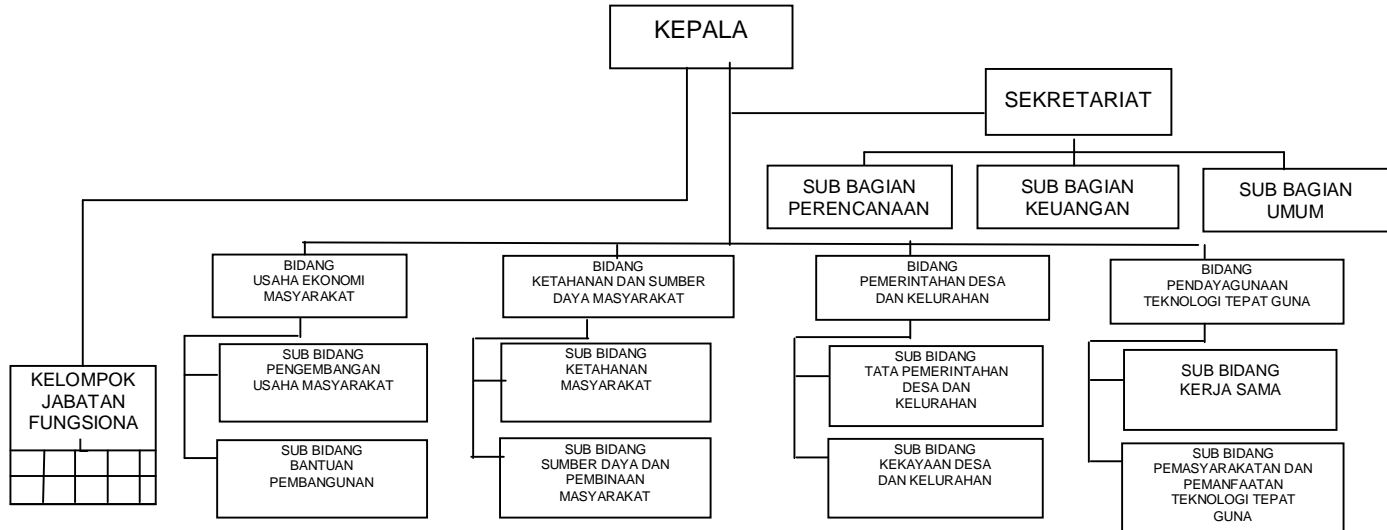 KEPALA
SEKRETARIAT
SUB BAGIAN
PERENCANAAN
SUB BAGIAN
KEUANGAN
SUB BAGIAN
UMUM
BIDANG
USAHA EKONOMI
MASYARAKAT
BIDANG
KETAHANAN DAN SUMBER
DAYA MASYARAKAT
BIDANG
PEMERINTAHAN DESA
DAN KELURAHAN
BIDANG
PENDAYAGUNAAN
TEKNOLOGI TEPAT GUNA
KELOMPOK
JABATAN
FUNGSIONA
L
SUB BIDANG
PENGEMBANGAN
USAHA MASYARAKAT
SUB BIDANG
KETAHANAN
MASYARAKAT
SUB BIDANG
TATA PEMERINTAHAN
DESA DAN
KELURAHAN
SUB BIDANG
KERJA SAMA
SUB BIDANG
BANTUAN
PEMBANGUNAN
SUB BIDANG
SUMBER DAYA DAN
PEMBINAAN
MASYARAKAT
SUB BIDANG
KEKAYAAN DESA
DAN KELURAHAN
SUB BIDANG
PEMASYARAKATAN DAN
PEMANFAATAN
TEKNOLOGI TEPAT
GUNA